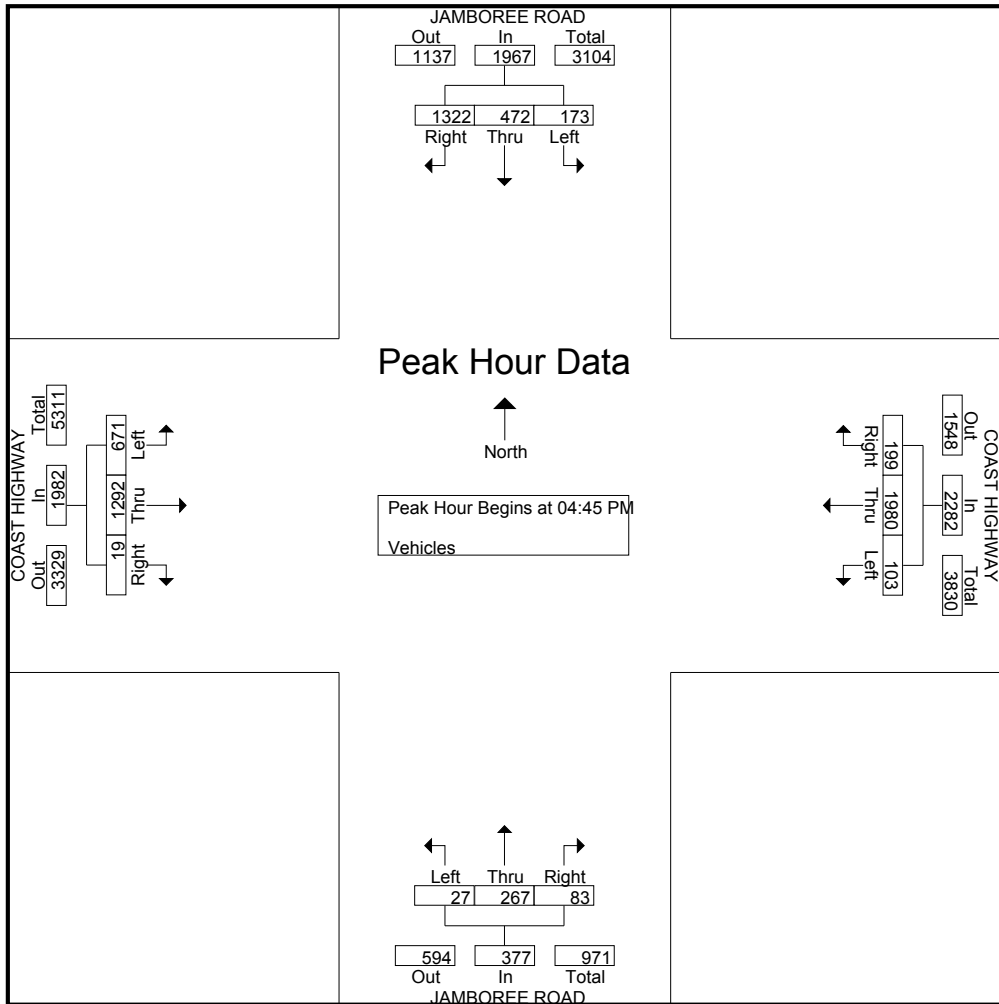 JAMBOREE ROAD
Out In Total
1137 1967 3104
1322 472 173
Right Thru Left
Peak Hour Data
North
Peak Hour Begins at 04:45 PM
Vehicles
COAST HIGHWAY
Total In Out
5311 1982 3329
671 1292 19
Left Thru Right
Right Thru Left
199 1980 103
1548 2282 3830
Out In Total
COAST HIGHWAY
Left Thru Right
27 267 83
594 377 971
Out In Total
JAMBOREE ROAD